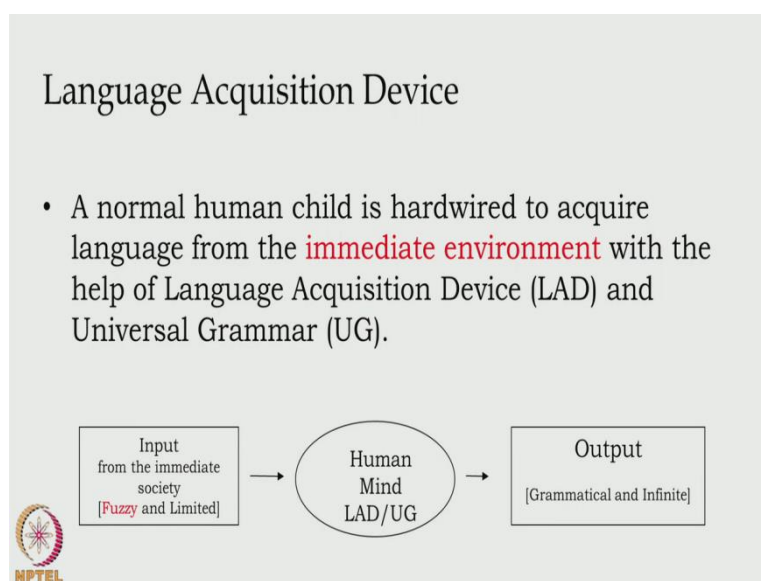 Language Acquisition Device
• A normal human child is hardwired to acquire
language from the immediate environment with the
help of Language Acquisition Device (LAD) and
Universal Grammar (UG).
Input
from the immediate
society
[Fuzzy and Limited]
Human
Mind
LAD/UG
Output
[Grammatical and Infinite]
NPTEL